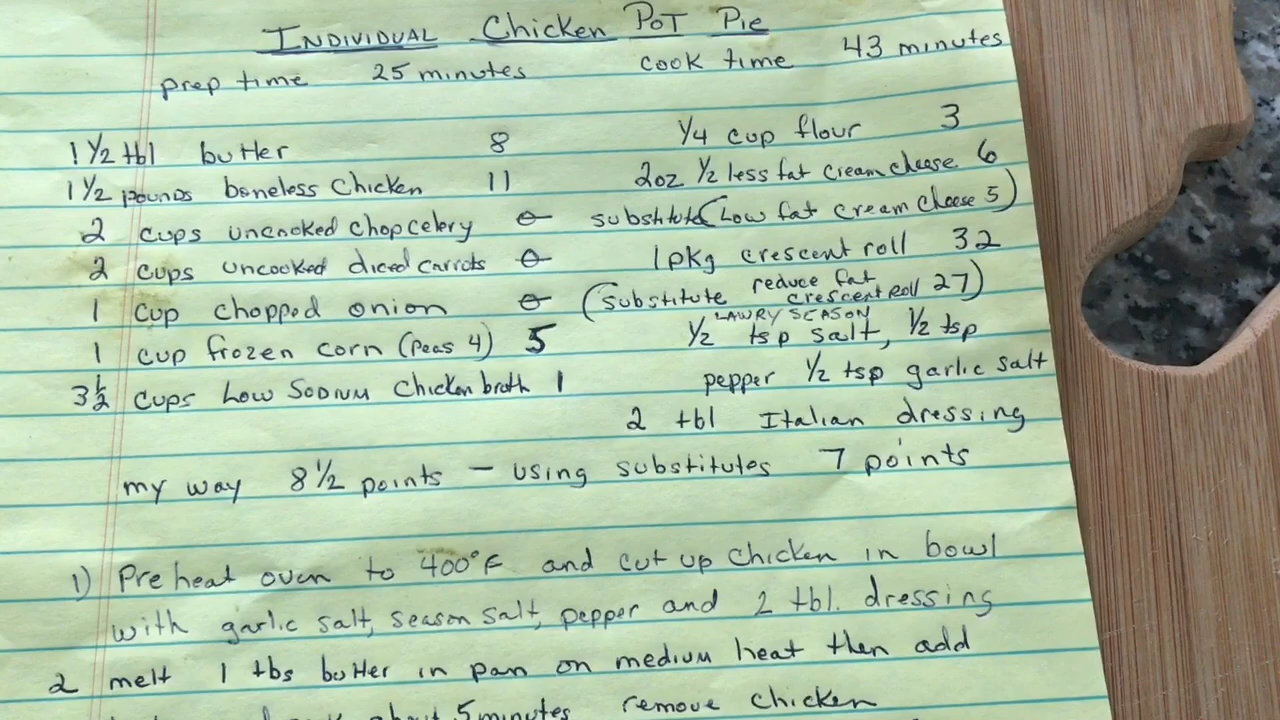 INDIVIDUAL Chicken POT PIE
prep time 25 minutes cook time 43 minutes
1 1/2 tbl butter 8
1 1/2 pounds boneless Chicken 11
2 cups uncooked chop celery 0
2 cups uncooked diced carrots 0
1 cup chopped onion 0
1 cup frozen corn (peas 4) 5
3 1/2 cups Low SODIUM Chicken broth 1
1/4 cup flour 3
2oz 1/2 less fat cream cheese 6
substitute (Low fat cream cheese 5)
1 pkg crescent roll 32
(substitute reduce fat crescent roll 27)
LAWRY SEASON
1/2 tsp salt, 1/2 tsp
pepper 1/2 tsp garlic salt
2 tbl Italian dressing
my way 8 1/2 points - using substitutes 7 points
1) Preheat oven to 400°F and cut up chicken in bowl
with garlic salt, season salt, pepper and 2 tbl. dressing
2 melt 1 tbs butter in pan on medium heat then add
about 5 minutes remove chicken